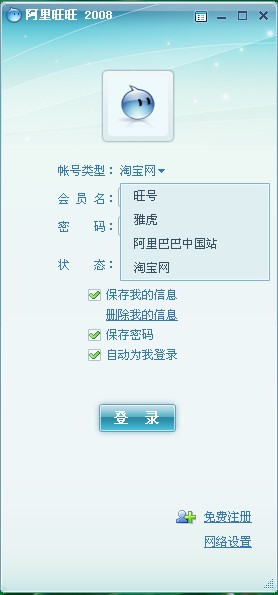 阿里旺旺 2008
帐号类型：淘宝网
会 员 名：
旺号
雅虎
密 码：
阿里巴巴中国站
状 态：
淘宝网
保存我的信息
删除我的信息
保存密码
自动为我登录
登 录
免费注册
网络设置